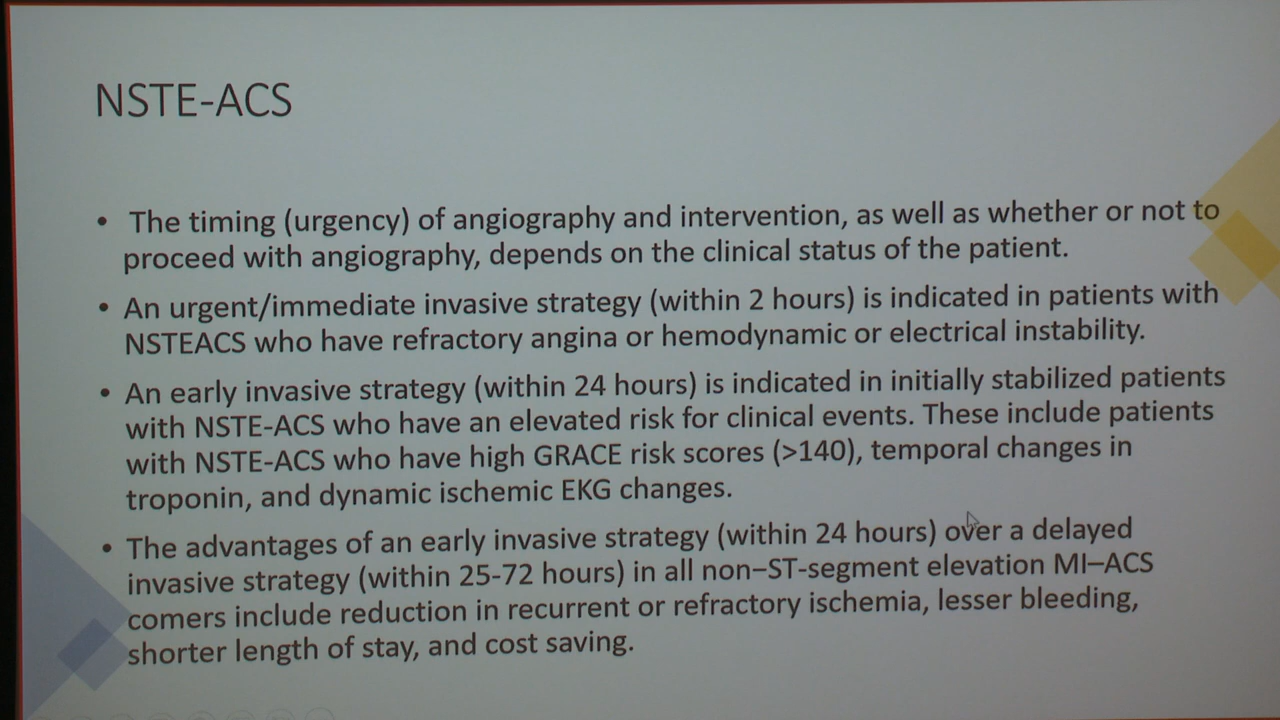 NSTE-ACS
• The timing (urgency) of angiography and intervention, as well as whether or not to
proceed with angiography, depends on the clinical status of the patient.
• An urgent/immediate invasive strategy (within 2 hours) is indicated in patients with
NSTEACS who have refractory angina or hemodynamic or electrical instability.
• An early invasive strategy (within 24 hours) is indicated in initially stabilized patients
with NSTE-ACS who have an elevated risk for clinical events. These include patients
with NSTE-ACS who have high GRACE risk scores (>140), temporal changes in
troponin, and dynamic ischemic EKG changes.
• The advantages of an early invasive strategy (within 24 hours) over a delayed
invasive strategy (within 25-72 hours) in all non–ST-segment elevation MI–ACS
comers include reduction in recurrent or refractory ischemia, lesser bleeding,
shorter length of stay, and cost saving.